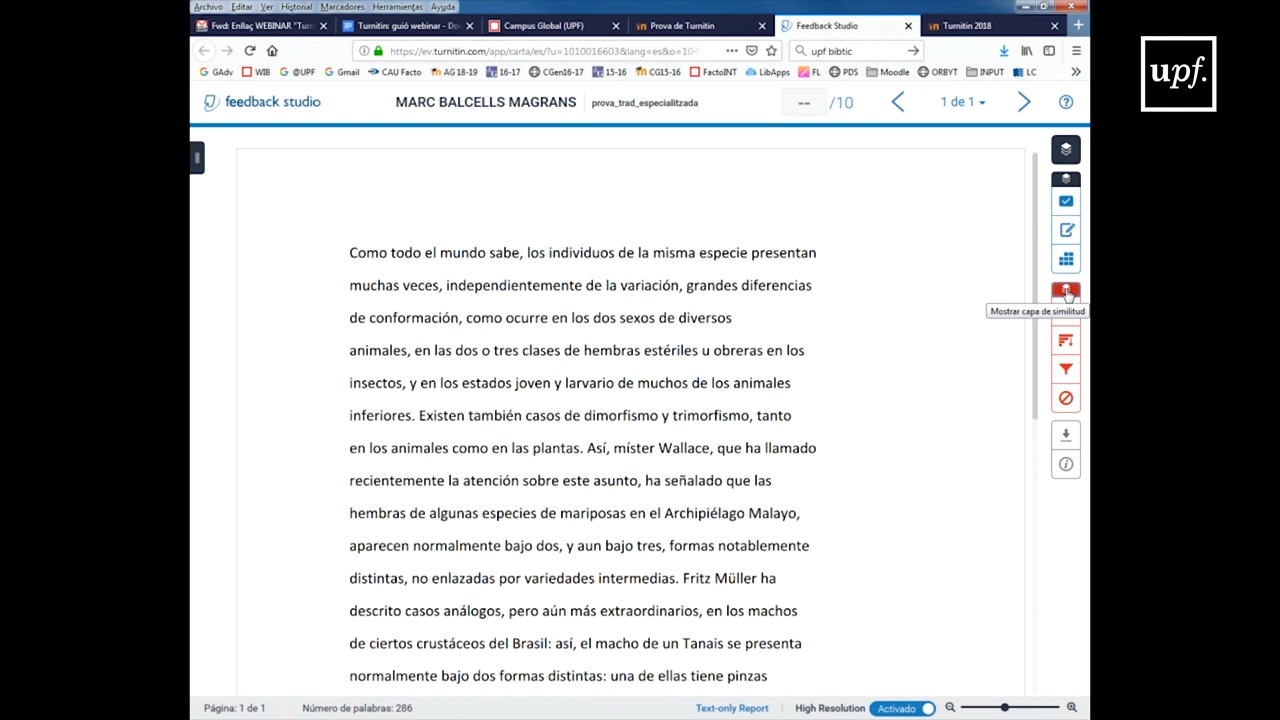 Archivo Editar Ver Historial Marcadores Herramientas Ayuda
Fwd: Enllaç WEBINAR "Turn
Turnitin: guió webinar - Do
Campus Global (UPF)
Prova de Turnitin
Feedback Studio
Turnitin 2018
https://ev.turnitin.com/app/carta/es/?u=1010016603&lang=es&o=104
upf bibtic
GAdv WIB @UPF Gmail CAU Facto AG 18-19 16-17 CGen16-17 15-16 CG15-16 FactoINT LibApps FL PDS Moodle ORBYT INPUT LC
upf.
feedback studio
MARC BALCELLS MAGRANS
prova_trad_especialitzada
-- /10
1 de 1
Como todo el mundo sabe, los individuos de la misma especie presentan
muchas veces, independientemente de la variación, grandes diferencias
de conformación, como ocurre en los dos sexos de diversos
Mostrar capa de similitud
animales, en las dos o tres clases de hembras estériles u obreras en los
insectos, y en los estados joven y larvario de muchos de los animales
inferiores. Existen también casos de dimorfismo y trimorfismo, tanto
en los animales como en las plantas. Así, míster Wallace, que ha llamado
recientemente la atención sobre este asunto, ha señalado que las
hembras de algunas especies de mariposas en el Archipiélago Malayo,
aparecen normalmente bajo dos, y aun bajo tres, formas notablemente
distintas, no enlazadas por variedades intermedias. Fritz Müller ha
descrito casos análogos, pero aún más extraordinarios, en los machos
de ciertos crustáceos del Brasil: así, el macho de un Tanais se presenta
normalmente bajo dos formas distintas: una de ellas tiene pinzas
Página: 1 de 1
Número de palabras: 286
Text-only Report
High Resolution
Activado